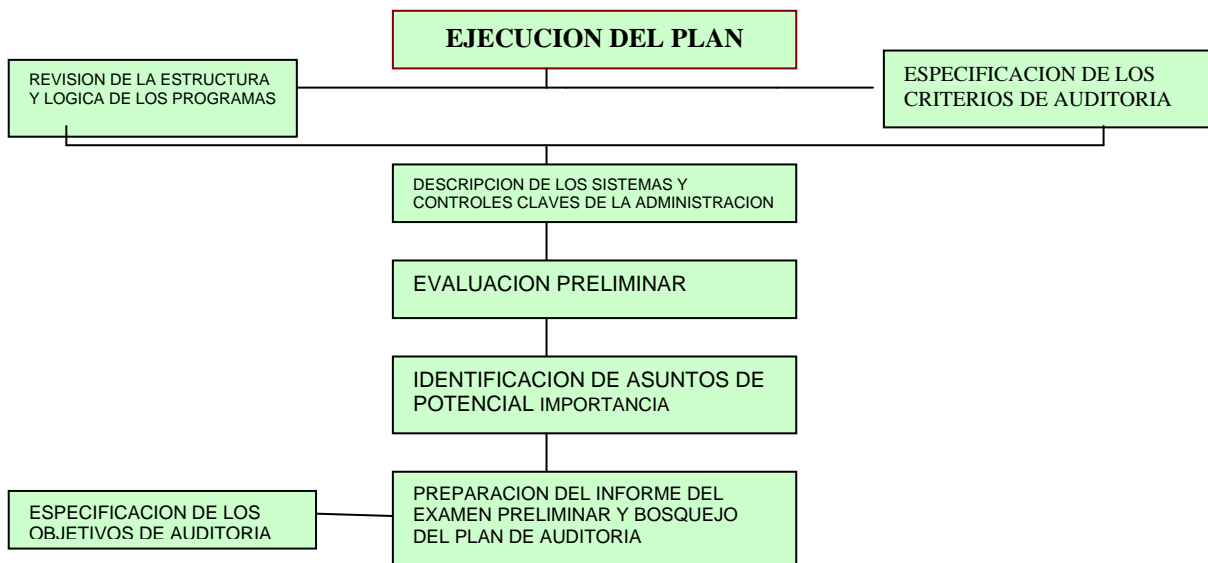 EJECUCION DEL PLAN
REVISION DE LA ESTRUCTURA
Y LOGICA DE LOS PROGRAMAS
ESPECIFICACION DE LOS
CRITERIOS DE AUDITORIA
DESCRIPCION DE LOS SISTEMAS Y
CONTROLES CLAVES DE LA ADMINISTRACION
EVALUACION PRELIMINAR
IDENTIFICACION DE ASUNTOS DE
POTENCIAL IMPORTANCIA
ESPECIFICACION DE LOS
OBJETIVOS DE AUDITORIA
PREPARACION DEL INFORME DEL
EXAMEN PRELIMINAR Y BOSQUEJO
DEL PLAN DE AUDITORIA